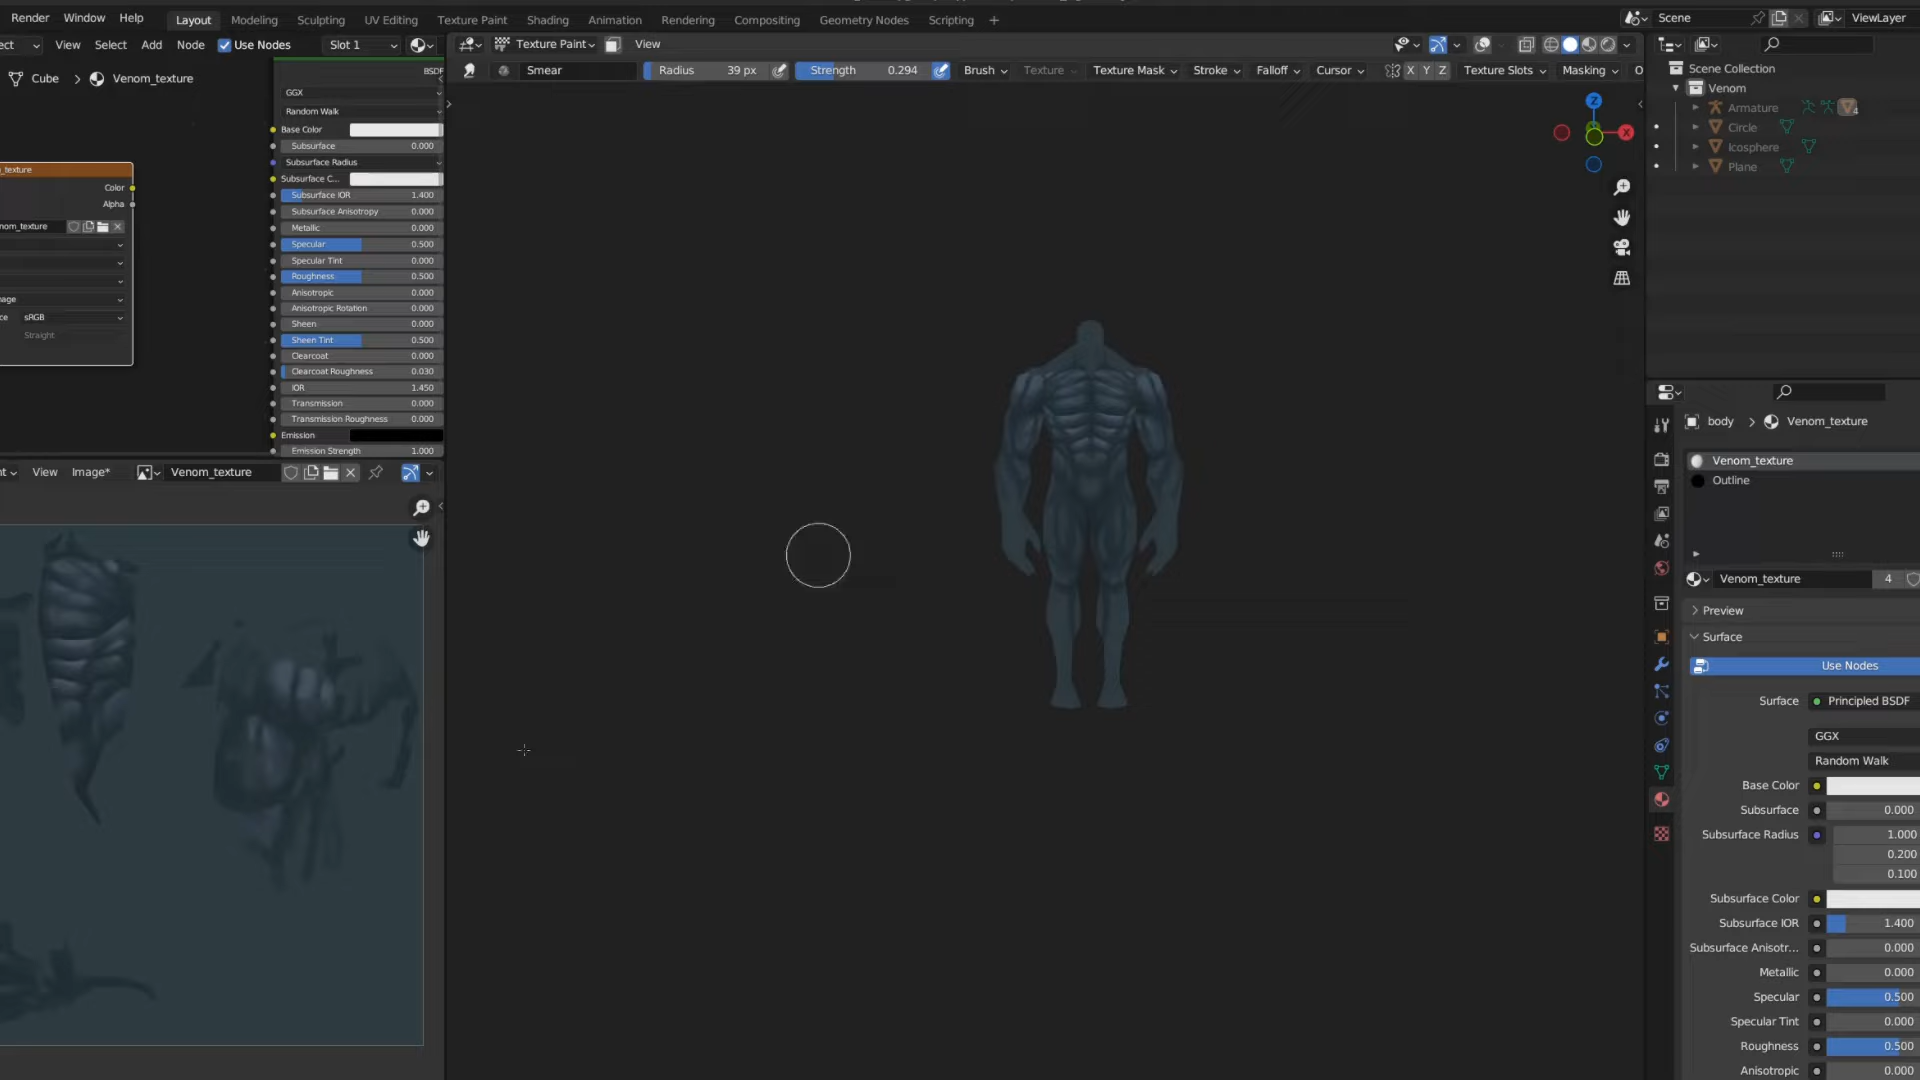 Render Window Help Layout Modeling Sculpting UV Editing Texture Paint Shading Animation Rendering Compositing Geometry Nodes Scripting + Scene ViewLayer
View Select Add Node Use Nodes Slot 1 Texture Paint View
Cube > Venom_texture
Smear Radius 39 px Strength 0.294 Brush Texture Texture Mask Stroke Falloff Cursor X Y Z Texture Slots Masking
GGX
Random Walk
Base Color
Subsurface 0.000
Subsurface Radius
Subsurface C...
Subsurface IOR 1.400
Subsurface Anisotropy 0.000
Metallic 0.000
Specular 0.500
Specular Tint 0.000
Roughness 0.500
Anisotropic 0.000
Anisotropic Rotation 0.000
Sheen 0.000
Sheen Tint 0.500
Clearcoat 0.000
Clearcoat Roughness 0.030
IOR 1.450
Transmission 0.000
Transmission Roughness 0.000
Emission
Emission Strength 1.000
_texture
Color
Alpha
nom_texture
mage
ce sRGB
Straight
View Image* Venom_texture
Z
X
Scene Collection
Venom
Armature 4
Circle
Icosphere
Plane
body > Venom_texture
Venom_texture
Outline
Venom_texture 4
Preview
Surface
Use Nodes
Surface Principled BSDF
GGX
Random Walk
Base Color
Subsurface 0.000
Subsurface Radius 1.000
0.200
0.100
Subsurface Color
Subsurface IOR 1.400
Subsurface Anisotr... 0.000
Metallic 0.000
Specular 0.500
Specular Tint 0.000
Roughness 0.500
Anisotropic 0.000